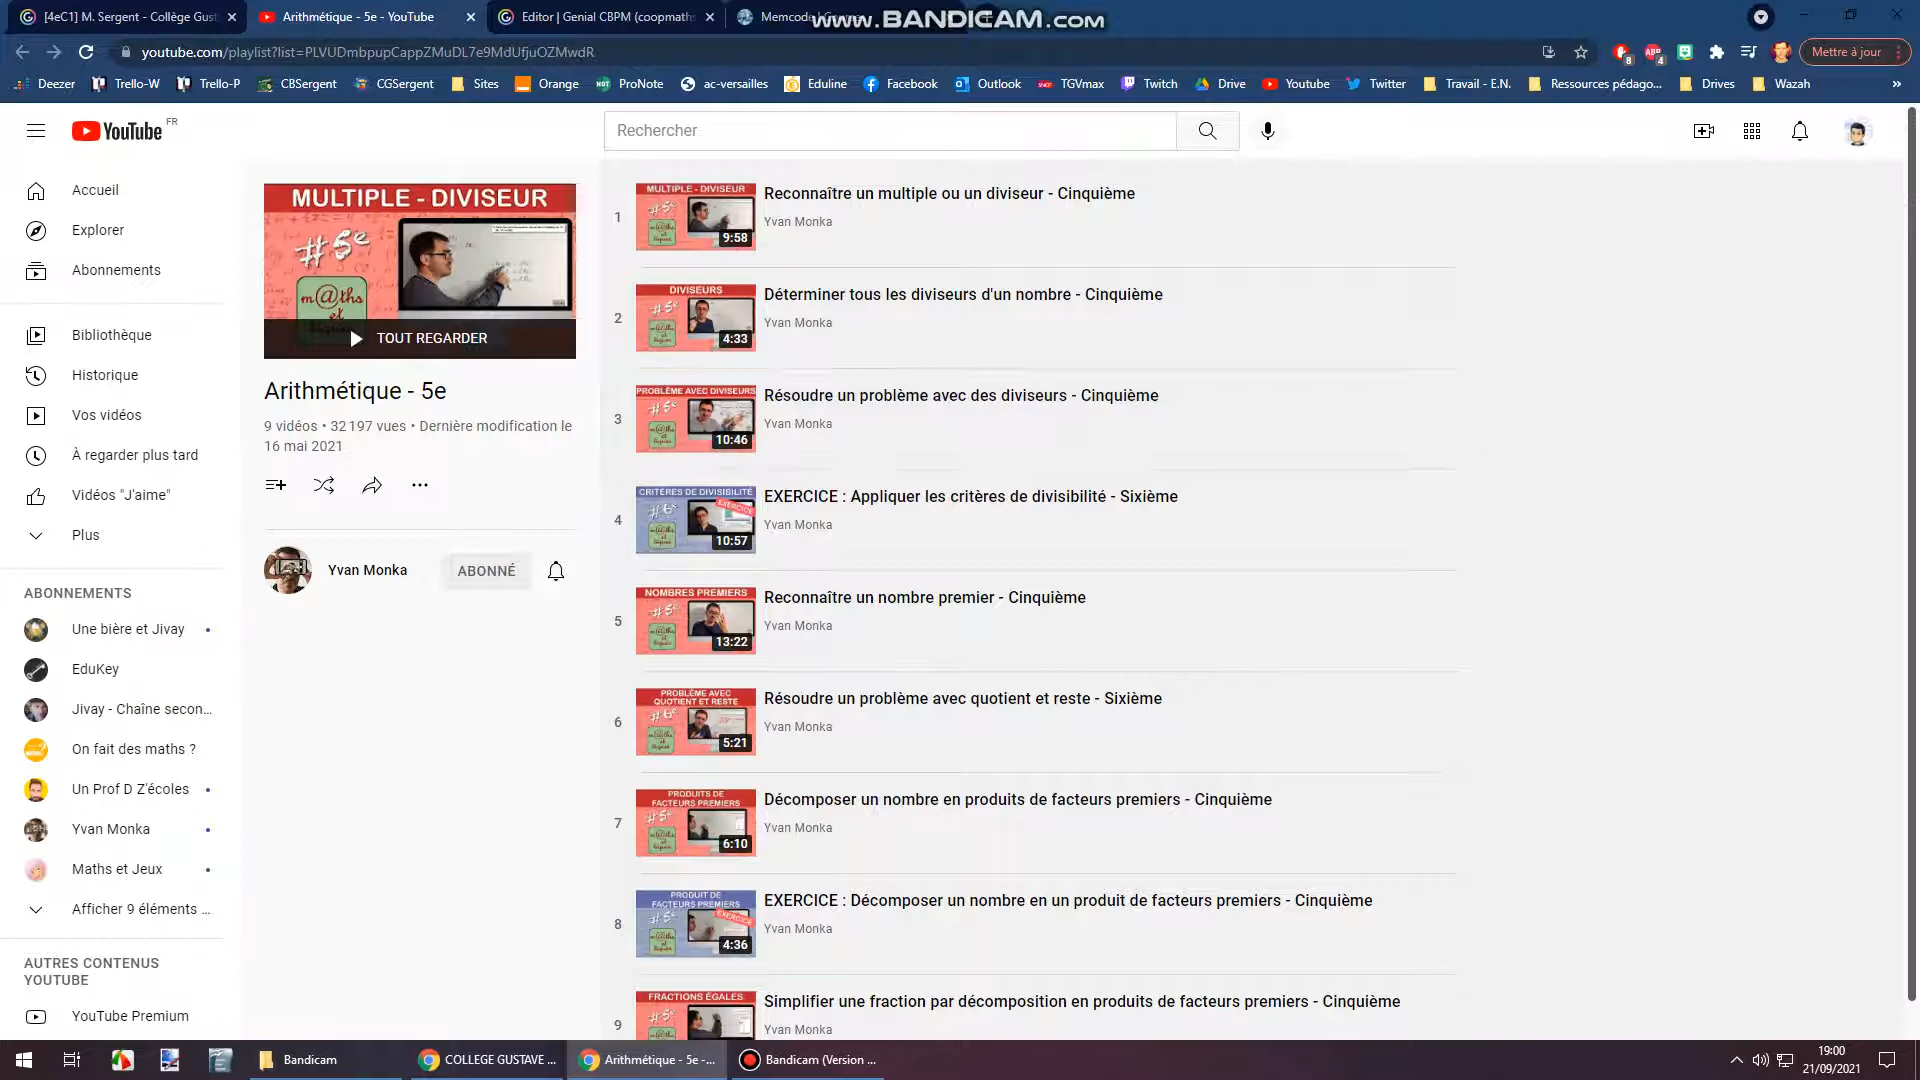 [4eC1] M. Sergent - Collège Gust
Arithmétique - 5e - YouTube
Editor | Genial CBPM (coopmath
www.BANDICAM.com
youtube.com/playlist?list=PLVUDmbpupCappZMuDL7e9MdUfjuOZMwdR
Mettre à jour
Deezer
Trello-W
Trello-P
CBSergent
CGSergent
Sites
Orange
ProNote
ac-versailles
Eduline
Facebook
Outlook
TGVmax
Twitch
Drive
Youtube
Twitter
Travail - E.N.
Ressources pédago...
Drives
Wazah
YouTube FR
Rechercher
Accueil
Explorer
Abonnements
Bibliothèque
Historique
Vos vidéos
À regarder plus tard
Vidéos "J'aime"
Plus
ABONNEMENTS
Une bière et Jivay
EduKey
Jivay - Chaîne secon...
On fait des maths ?
Un Prof D Z'écoles
Yvan Monka
Maths et Jeux
Afficher 9 éléments ...
AUTRES CONTENUS
YOUTUBE
YouTube Premium
MULTIPLE - DIVISEUR
#5e
m@ths
et
TOUT REGARDER
Arithmétique - 5e
9 vidéos • 32 197 vues • Dernière modification le
16 mai 2021
Yvan Monka
ABONNÉ
1
MULTIPLE - DIVISEUR
#5e
9:58
Reconnaître un multiple ou un diviseur - Cinquième
Yvan Monka
2
DIVISEURS
#5e
4:33
Déterminer tous les diviseurs d'un nombre - Cinquième
Yvan Monka
3
PROBLÈME AVEC DIVISEURS
#5e
10:46
Résoudre un problème avec des diviseurs - Cinquième
Yvan Monka
4
CRITÈRES DE DIVISIBILITÉ
#6e
EXERCICE
10:57
EXERCICE : Appliquer les critères de divisibilité - Sixième
Yvan Monka
5
NOMBRES PREMIERS
#5e
13:22
Reconnaître un nombre premier - Cinquième
Yvan Monka
6
PROBLÈME AVEC
QUOTIENT ET RESTE
#6e
5:21
Résoudre un problème avec quotient et reste - Sixième
Yvan Monka
7
PRODUITS DE
FACTEURS PREMIERS
#5e
6:10
Décomposer un nombre en produits de facteurs premiers - Cinquième
Yvan Monka
8
PRODUIT DE
FACTEURS PREMIERS
#5e
EXERCICE
4:36
EXERCICE : Décomposer un nombre en un produit de facteurs premiers - Cinquième
Yvan Monka
9
FRACTIONS ÉGALES
#5e
Simplifier une fraction par décomposition en produits de facteurs premiers - Cinquième
Yvan Monka
Bandicam
COLLEGE GUSTAVE ...
Arithmétique - 5e -...
Bandicam (Version ...
19:00
21/09/2021